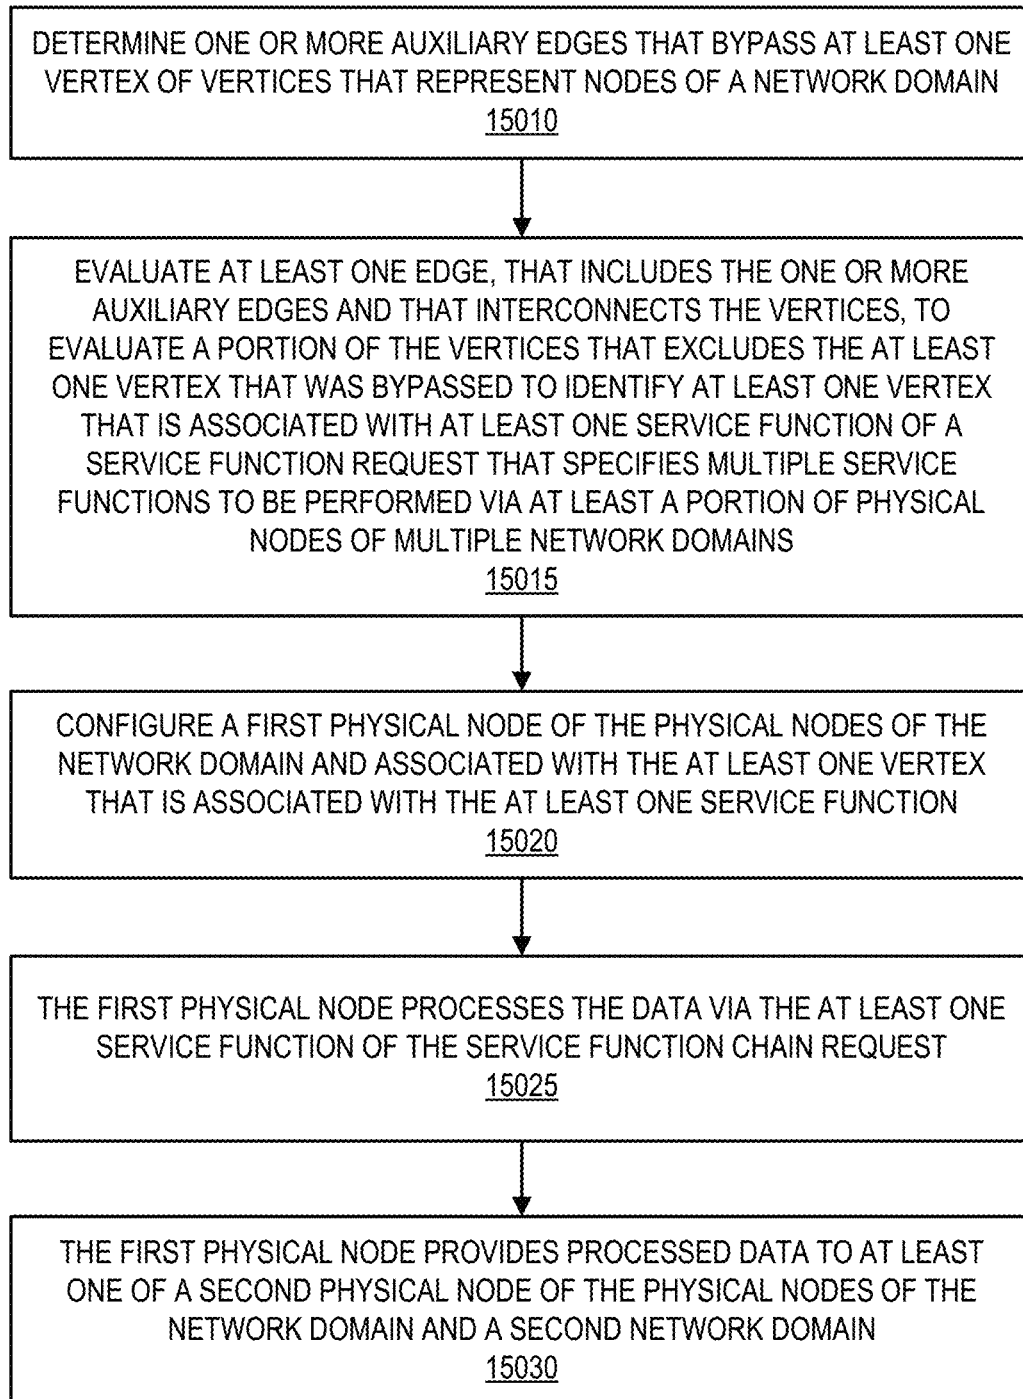 DETERMINE ONE OR MORE AUXILIARY EDGES THAT BYPASS AT LEAST ONE
VERTEX OF VERTICES THAT REPRESENT NODES OF A NETWORK DOMAIN
15010
EVALUATE AT LEAST ONE EDGE, THAT INCLUDES THE ONE OR MORE
AUXILIARY EDGES AND THAT INTERCONNECTS THE VERTICES, TO
EVALUATE A PORTION OF THE VERTICES THAT EXCLUDES THE AT LEAST
ONE VERTEX THAT WAS BYPASSED TO IDENTIFY AT LEAST ONE VERTEX
THAT IS ASSOCIATED WITH AT LEAST ONE SERVICE FUNCTION OF A
SERVICE FUNCTION REQUEST THAT SPECIFIES MULTIPLE SERVICE
FUNCTIONS TO BE PERFORMED VIA AT LEAST A PORTION OF PHYSICAL
NODES OF MULTIPLE NETWORK DOMAINS
15015
CONFIGURE A FIRST PHYSICAL NODE OF THE PHYSICAL NODES OF THE
NETWORK DOMAIN AND ASSOCIATED WITH THE AT LEAST ONE VERTEX
THAT IS ASSOCIATED WITH THE AT LEAST ONE SERVICE FUNCTION
15020
THE FIRST PHYSICAL NODE PROCESSES THE DATA VIA THE AT LEAST ONE
SERVICE FUNCTION OF THE SERVICE FUNCTION CHAIN REQUEST
15025
THE FIRST PHYSICAL NODE PROVIDES PROCESSED DATA TO AT LEAST
ONE OF A SECOND PHYSICAL NODE OF THE PHYSICAL NODES OF THE
NETWORK DOMAIN AND A SECOND NETWORK DOMAIN
15030